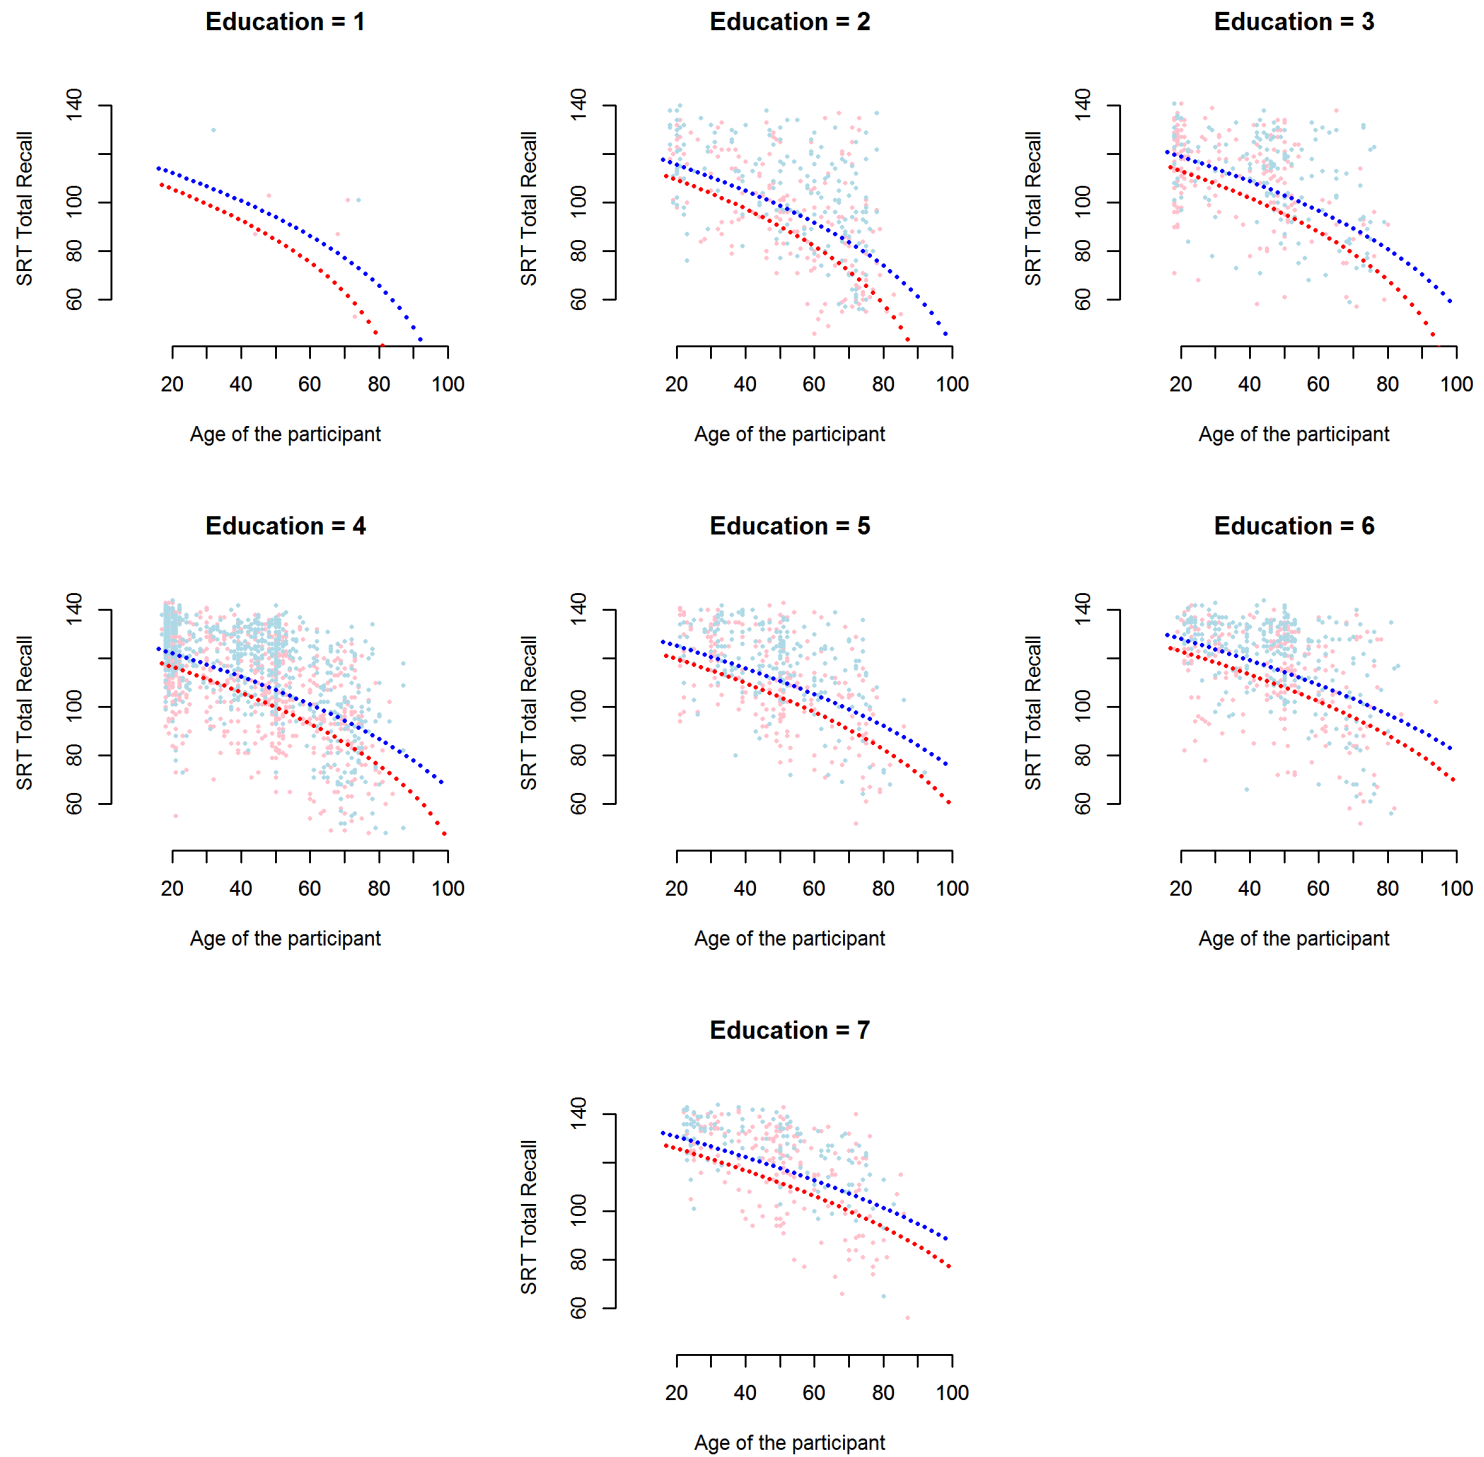 Education = 1
SRT Total Recall
140
100
80
60
20 40 60 80 100
Age of the participant
Education = 2
SRT Total Recall
140
100
80
60
20 40 60 80 100
Age of the participant
Education = 3
SRT Total Recall
140
100
80
60
20 40 60 80 100
Age of the participant
Education = 4
SRT Total Recall
140
100
80
60
20 40 60 80 100
Age of the participant
Education = 5
SRT Total Recall
140
100
80
60
20 40 60 80 100
Age of the participant
Education = 6
SRT Total Recall
140
100
80
60
20 40 60 80 100
Age of the participant
Education = 7
SRT Total Recall
140
100
80
60
20 40 60 80 100
Age of the participant